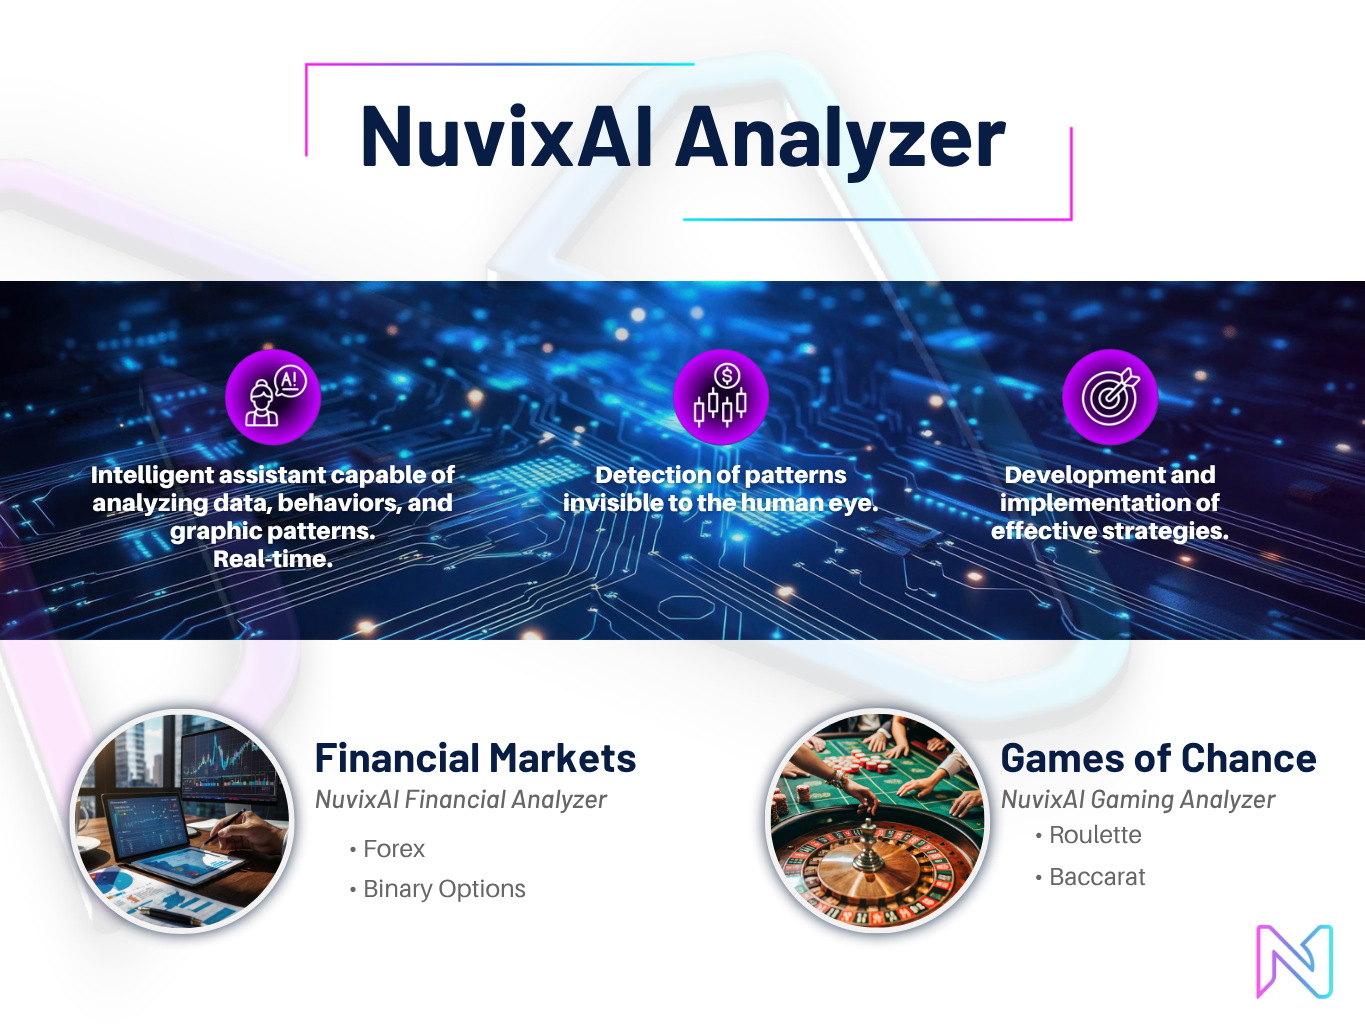 NuvixAI Analyzer
AI!
$
Intelligent assistant capable of
analyzing data, behaviors, and
graphic patterns.
Real-time.
Detection of patterns
invisible to the human eye.
Development and
implementation of
effective strategies.
Financial Markets
NuvixAI Financial Analyzer
• Forex
• Binary Options
Games of Chance
NuvixAI Gaming Analyzer
• Roulette
• Baccarat